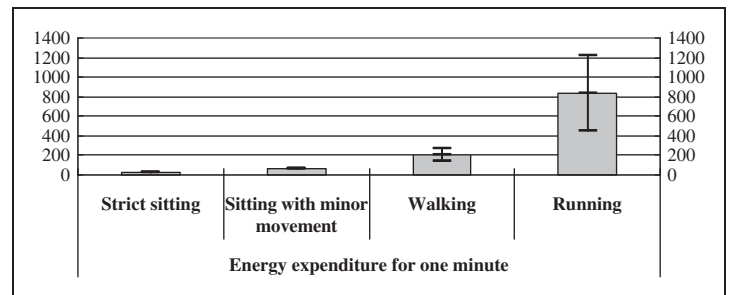 1400 1400
1200 1200
1000 1000
800 800
600 600
400 400
200 200
0 0
Strict sitting Sitting with minor Walking Running
movement
Energy expenditure for one minute